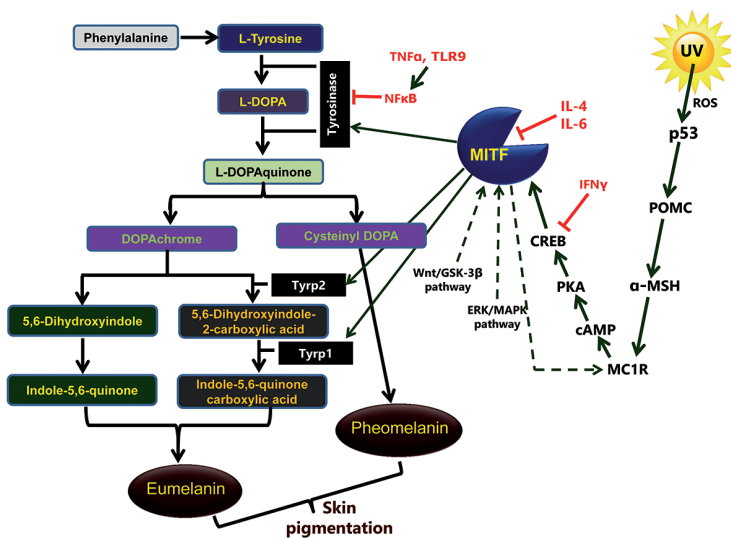 Phenylalanine
L-Tyrosine
TNFα, TLR9
UV
ROS
L-DOPA
Tyrosinase
NFκB
IL-4
IL-6
p53
MITF
L-DOPAquinone
IFNγ
POMC
DOPAchrome
Cysteinyl DOPA
CREB
Wnt/GSK-3β
pathway
PKA
α-MSH
Tyrp2
ERK/MAPK
pathway
5,6-Dihydroxyindole
5,6-Dihydroxyindole-
2-carboxylic acid
cAMP
Tyrp1
MC1R
Indole-5,6-quinone
Indole-5,6-quinone
carboxylic acid
Pheomelanin
Eumelanin
Skin
pigmentation